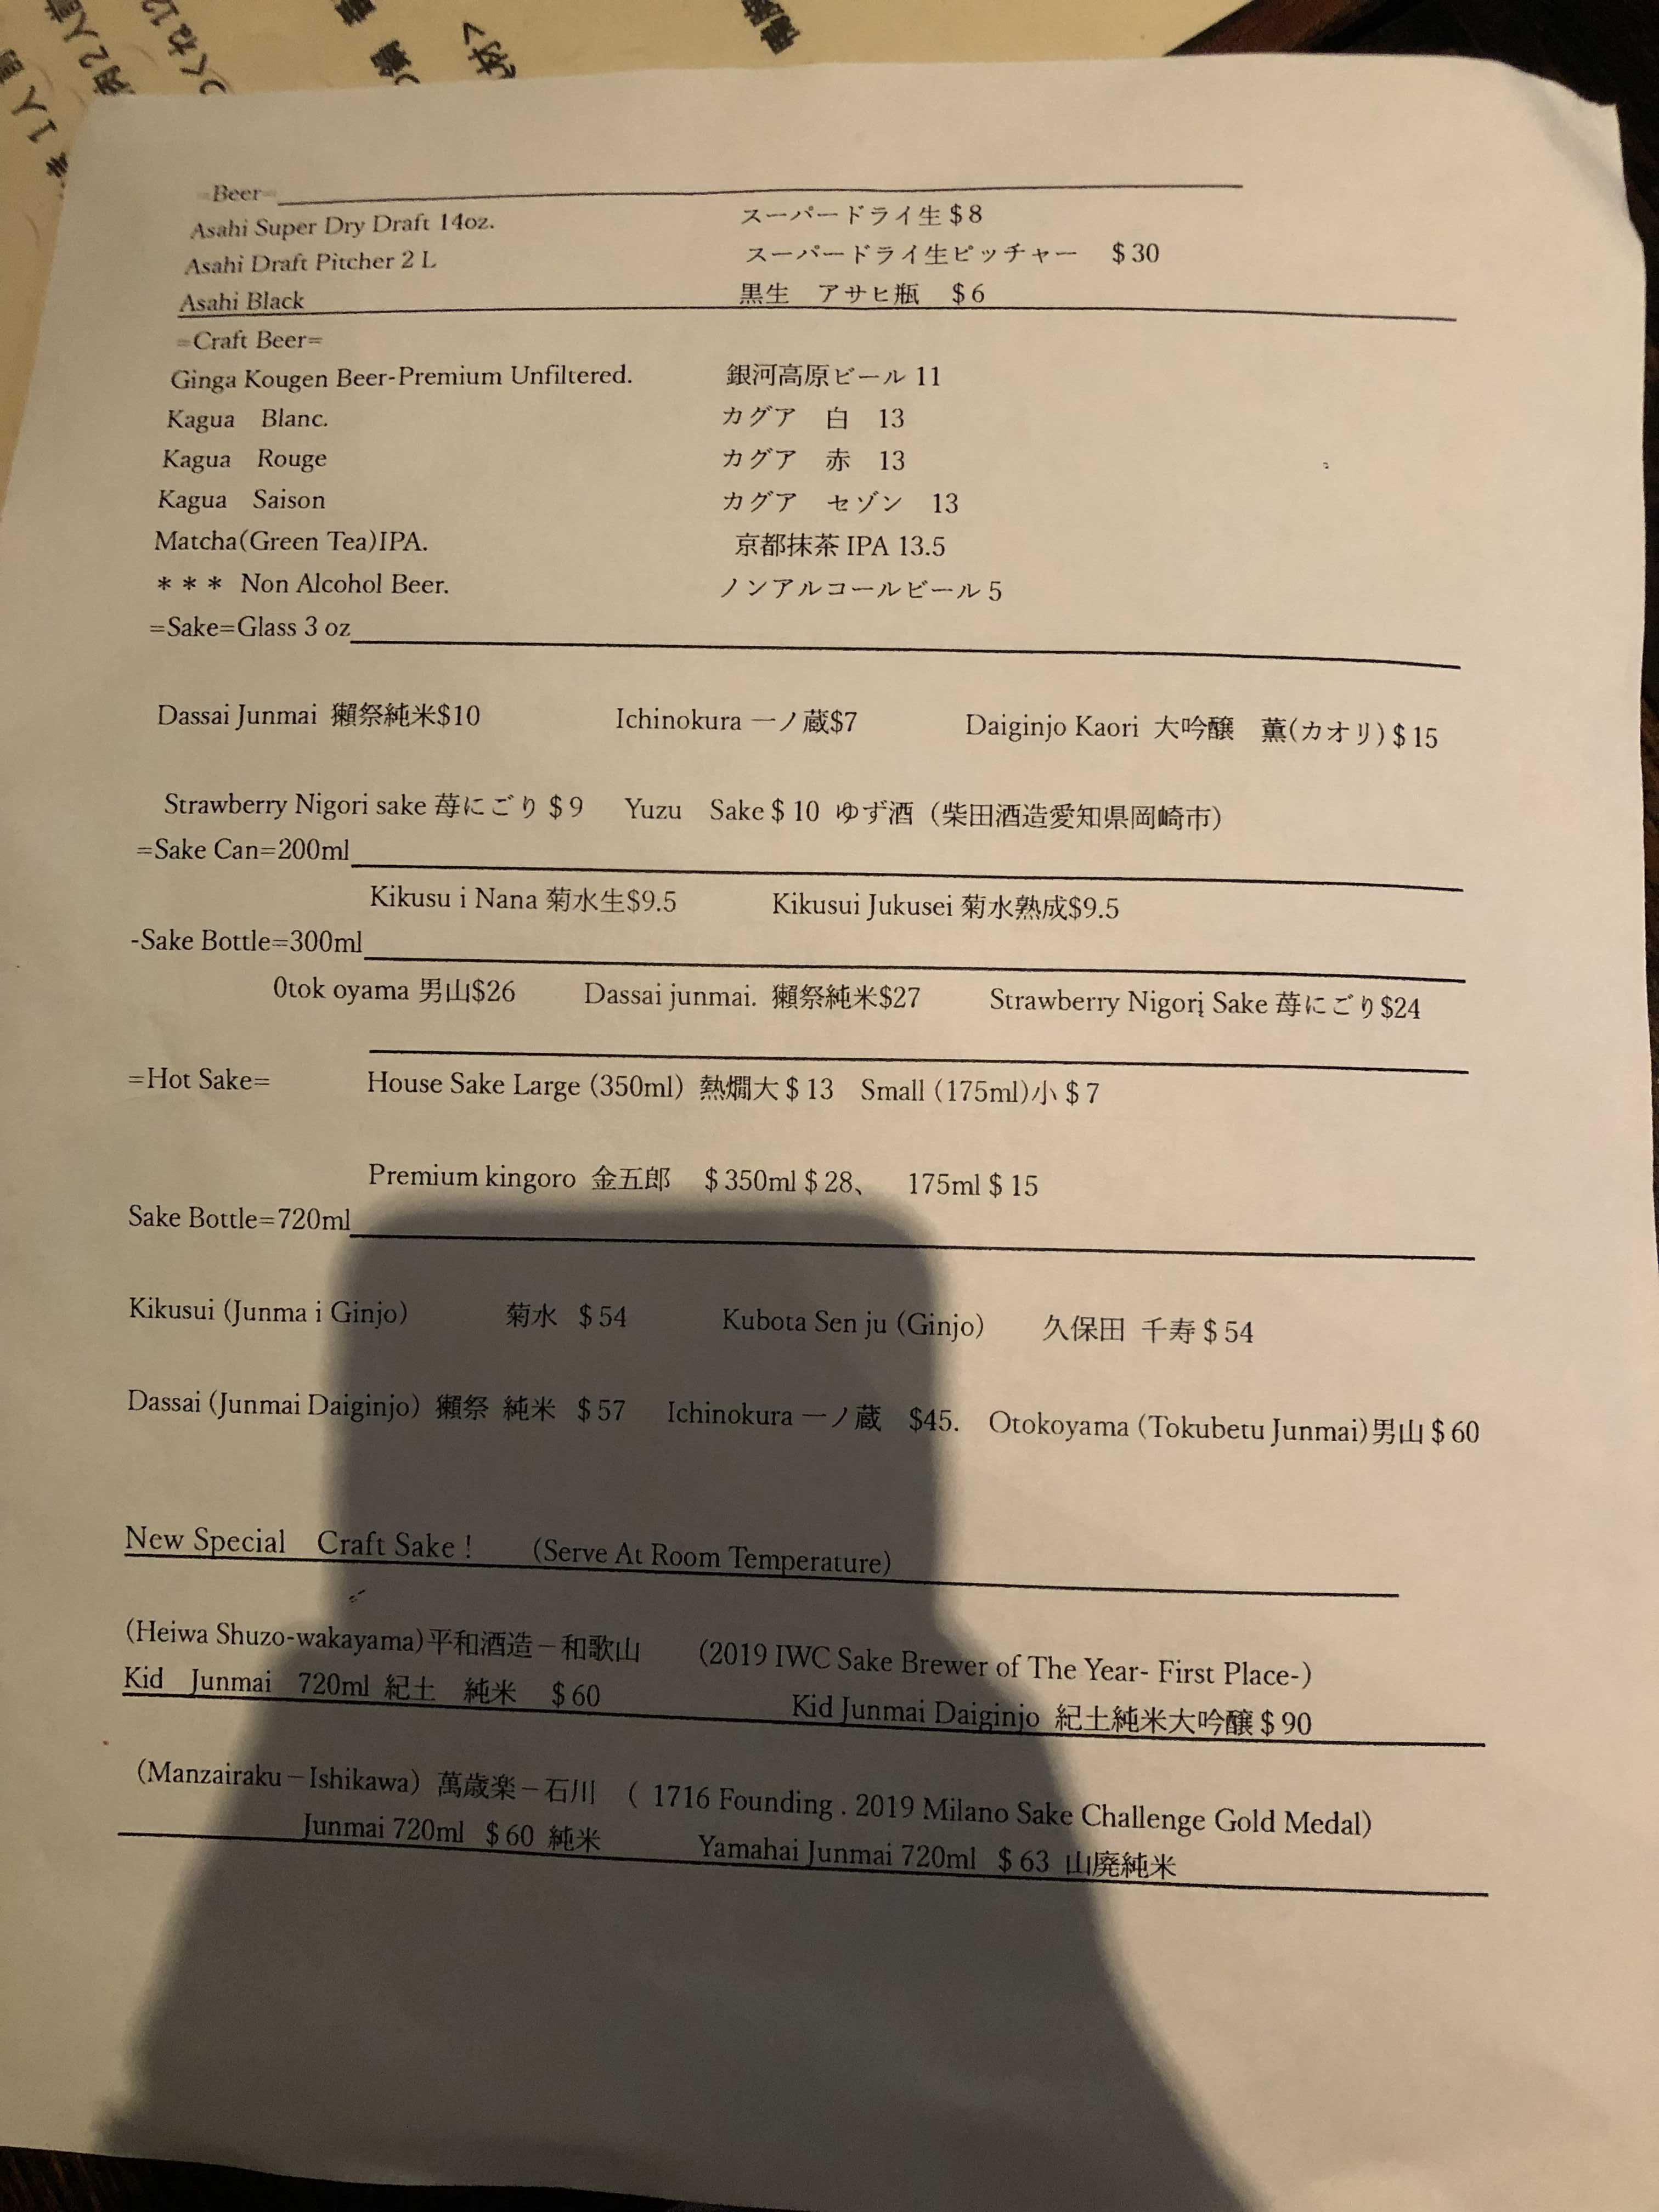 =Beer=
Asahi Super Dry Draft 14oz. スーパードライ生 $ 8
Asahi Draft Pitcher 2 L スーパードライ生ピッチャー $ 30
Asahi Black 黒生 アサヒ瓶 $ 6
=Craft Beer=
Ginga Kougen Beer-Premium Unfiltered. 銀河高原ビール 11
Kagua Blanc. カグア 白 13
Kagua Rouge カグア 赤 13
Kagua Saison カグア セゾン 13
Matcha(Green Tea)IPA. 京都抹茶 IPA 13.5
＊＊＊ Non Alcohol Beer. ノンアルコールビール 5
=Sake=Glass 3 oz
Dassai Junmai 獺祭純米$10 Ichinokura 一ノ蔵$7 Daiginjo Kaori 大吟醸 薫(カオリ) $ 15
Strawberry Nigori sake 苺にごり $ 9 Yuzu Sake $ 10 ゆず酒（柴田酒造愛知県岡崎市）
=Sake Can=200ml
Kikusu i Nana 菊水生$9.5 Kikusui Jukusei 菊水熟成$9.5
-Sake Bottle=300ml
0tok oyama 男山$26 Dassai junmai. 獺祭純米$27 Strawberry Nigori Sake 苺にごり$24
=Hot Sake= House Sake Large (350ml) 熱燗大 $ 13 Small (175ml)小 $ 7
Premium kingoro 金五郎 $ 350ml $ 28、 175ml $ 15
Sake Bottle=720ml
Kikusui (Junma i Ginjo) 菊水 $ 54 Kubota Sen ju (Ginjo) 久保田 千寿 $ 54
Dassai (Junmai Daiginjo) 獺祭 純米 $ 57 Ichinokura 一ノ蔵 $45. Otokoyama (Tokubetu Junmai)男山 $ 60
New Special Craft Sake ! (Serve At Room Temperature)
(Heiwa Shuzo-wakayama)平和酒造－和歌山 (2019 IWC Sake Brewer of The Year- First Place-)
Kid Junmai 720ml 紀土 純米 $ 60 Kid Junmai Daiginjo 紀土純米大吟醸 $ 90
(Manzairaku－Ishikawa) 萬歳楽－石川 ( 1716 Founding . 2019 Milano Sake Challenge Gold Medal)
Junmai 720ml $ 60 純米 Yamahai Junmai 720ml $ 63 山廃純米